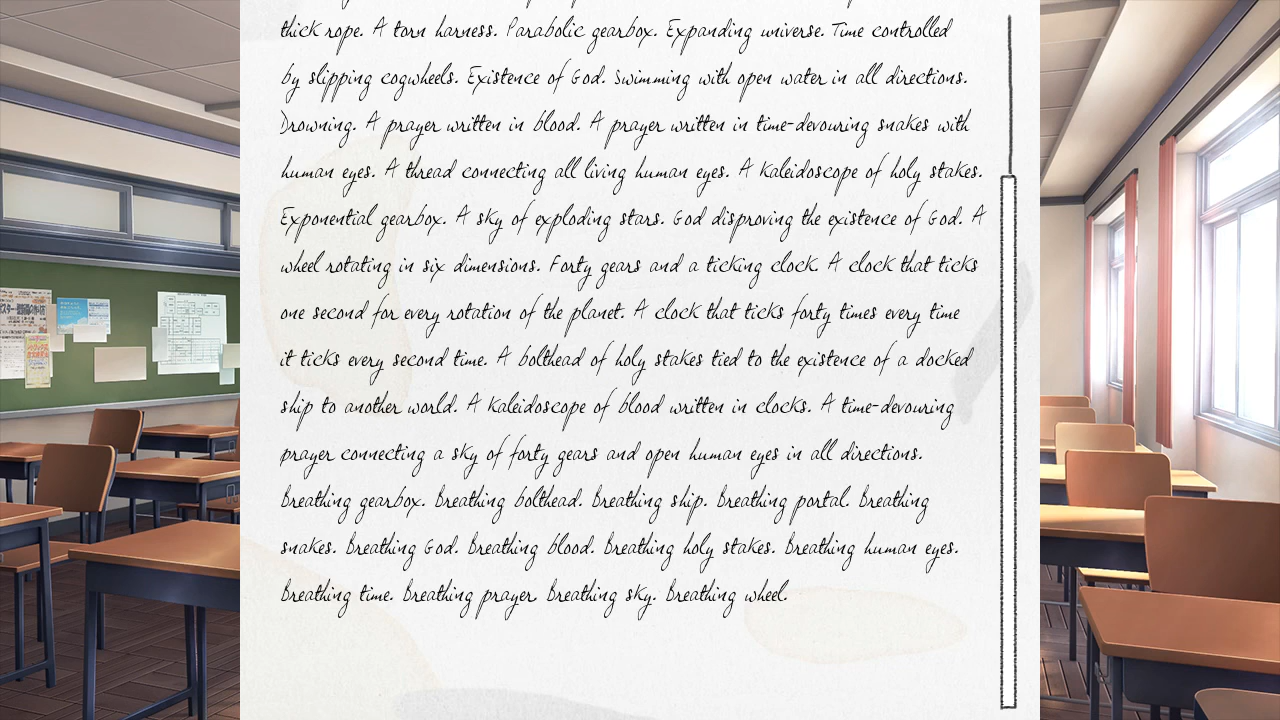 thick rope. A torn harness. Parabolic gearbox. Expanding universe. Time controlled
by slipping cogwheels. Existence of God. Swimming with open water in all directions.
Drowning. A prayer written in blood. A prayer written in time-devouring snakes with
human eyes. A thread connecting all living human eyes. A kaleidoscope of holy stakes.
Exponential gearbox. A sky of exploding stars. God disproving the existence of God. A
wheel rotating in six dimensions. Forty gears and a ticking clock. A clock that ticks
one second for every rotation of the planet. A clock that ticks forty times every time
it ticks every second time. A bolthead of holy stakes tied to the existence of a docked
ship to another world. A kaleidoscope of blood written in clocks. A time-devouring
prayer connecting a sky of forty gears and open human eyes in all directions.
Breathing gearbox. Breathing bolthead. Breathing ship. Breathing portal. Breathing
snakes. Breathing God. Breathing blood. Breathing holy stakes. Breathing human eyes.
Breathing time. Breathing prayer. Breathing sky. Breathing wheel.